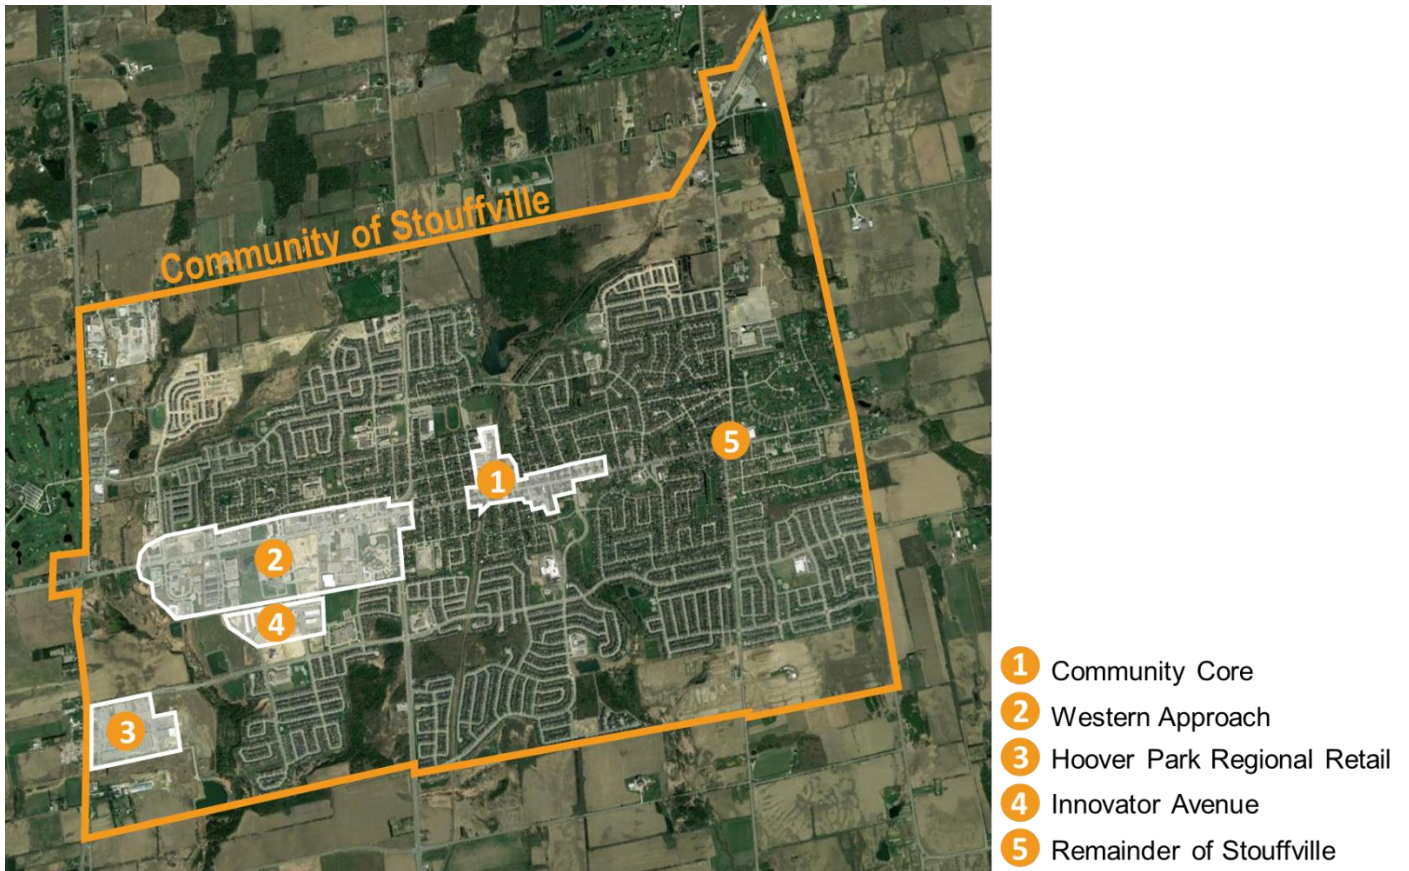 Community of Stouffville
1
5
2
4
3
1 Community Core
2 Western Approach
3 Hoover Park Regional Retail
4 Innovator Avenue
5 Remainder of Stouffville